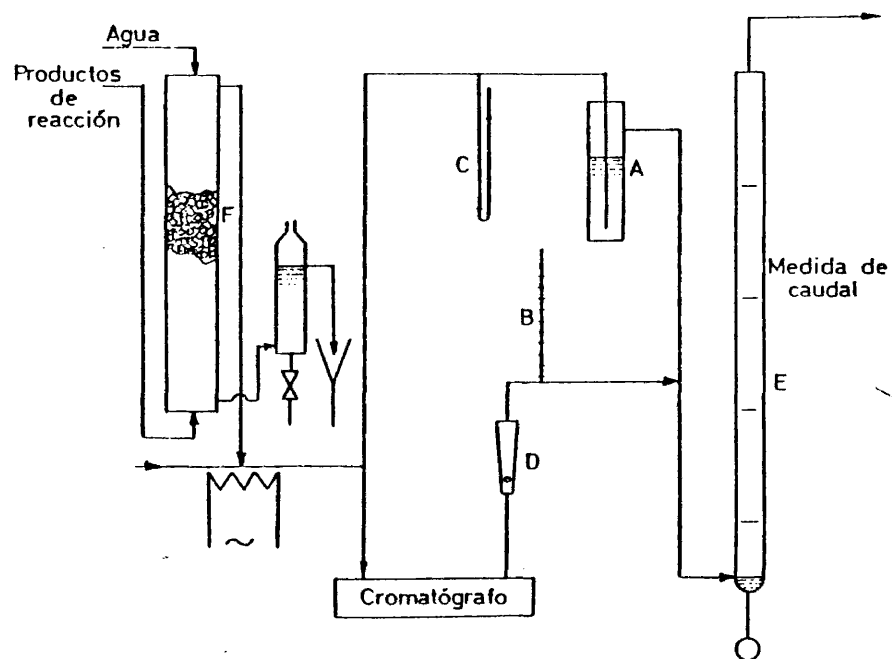 Agua
Productos
de
reacción
F
C
A
B
D
Medida de
caudal
E
~
Cromatógrafo